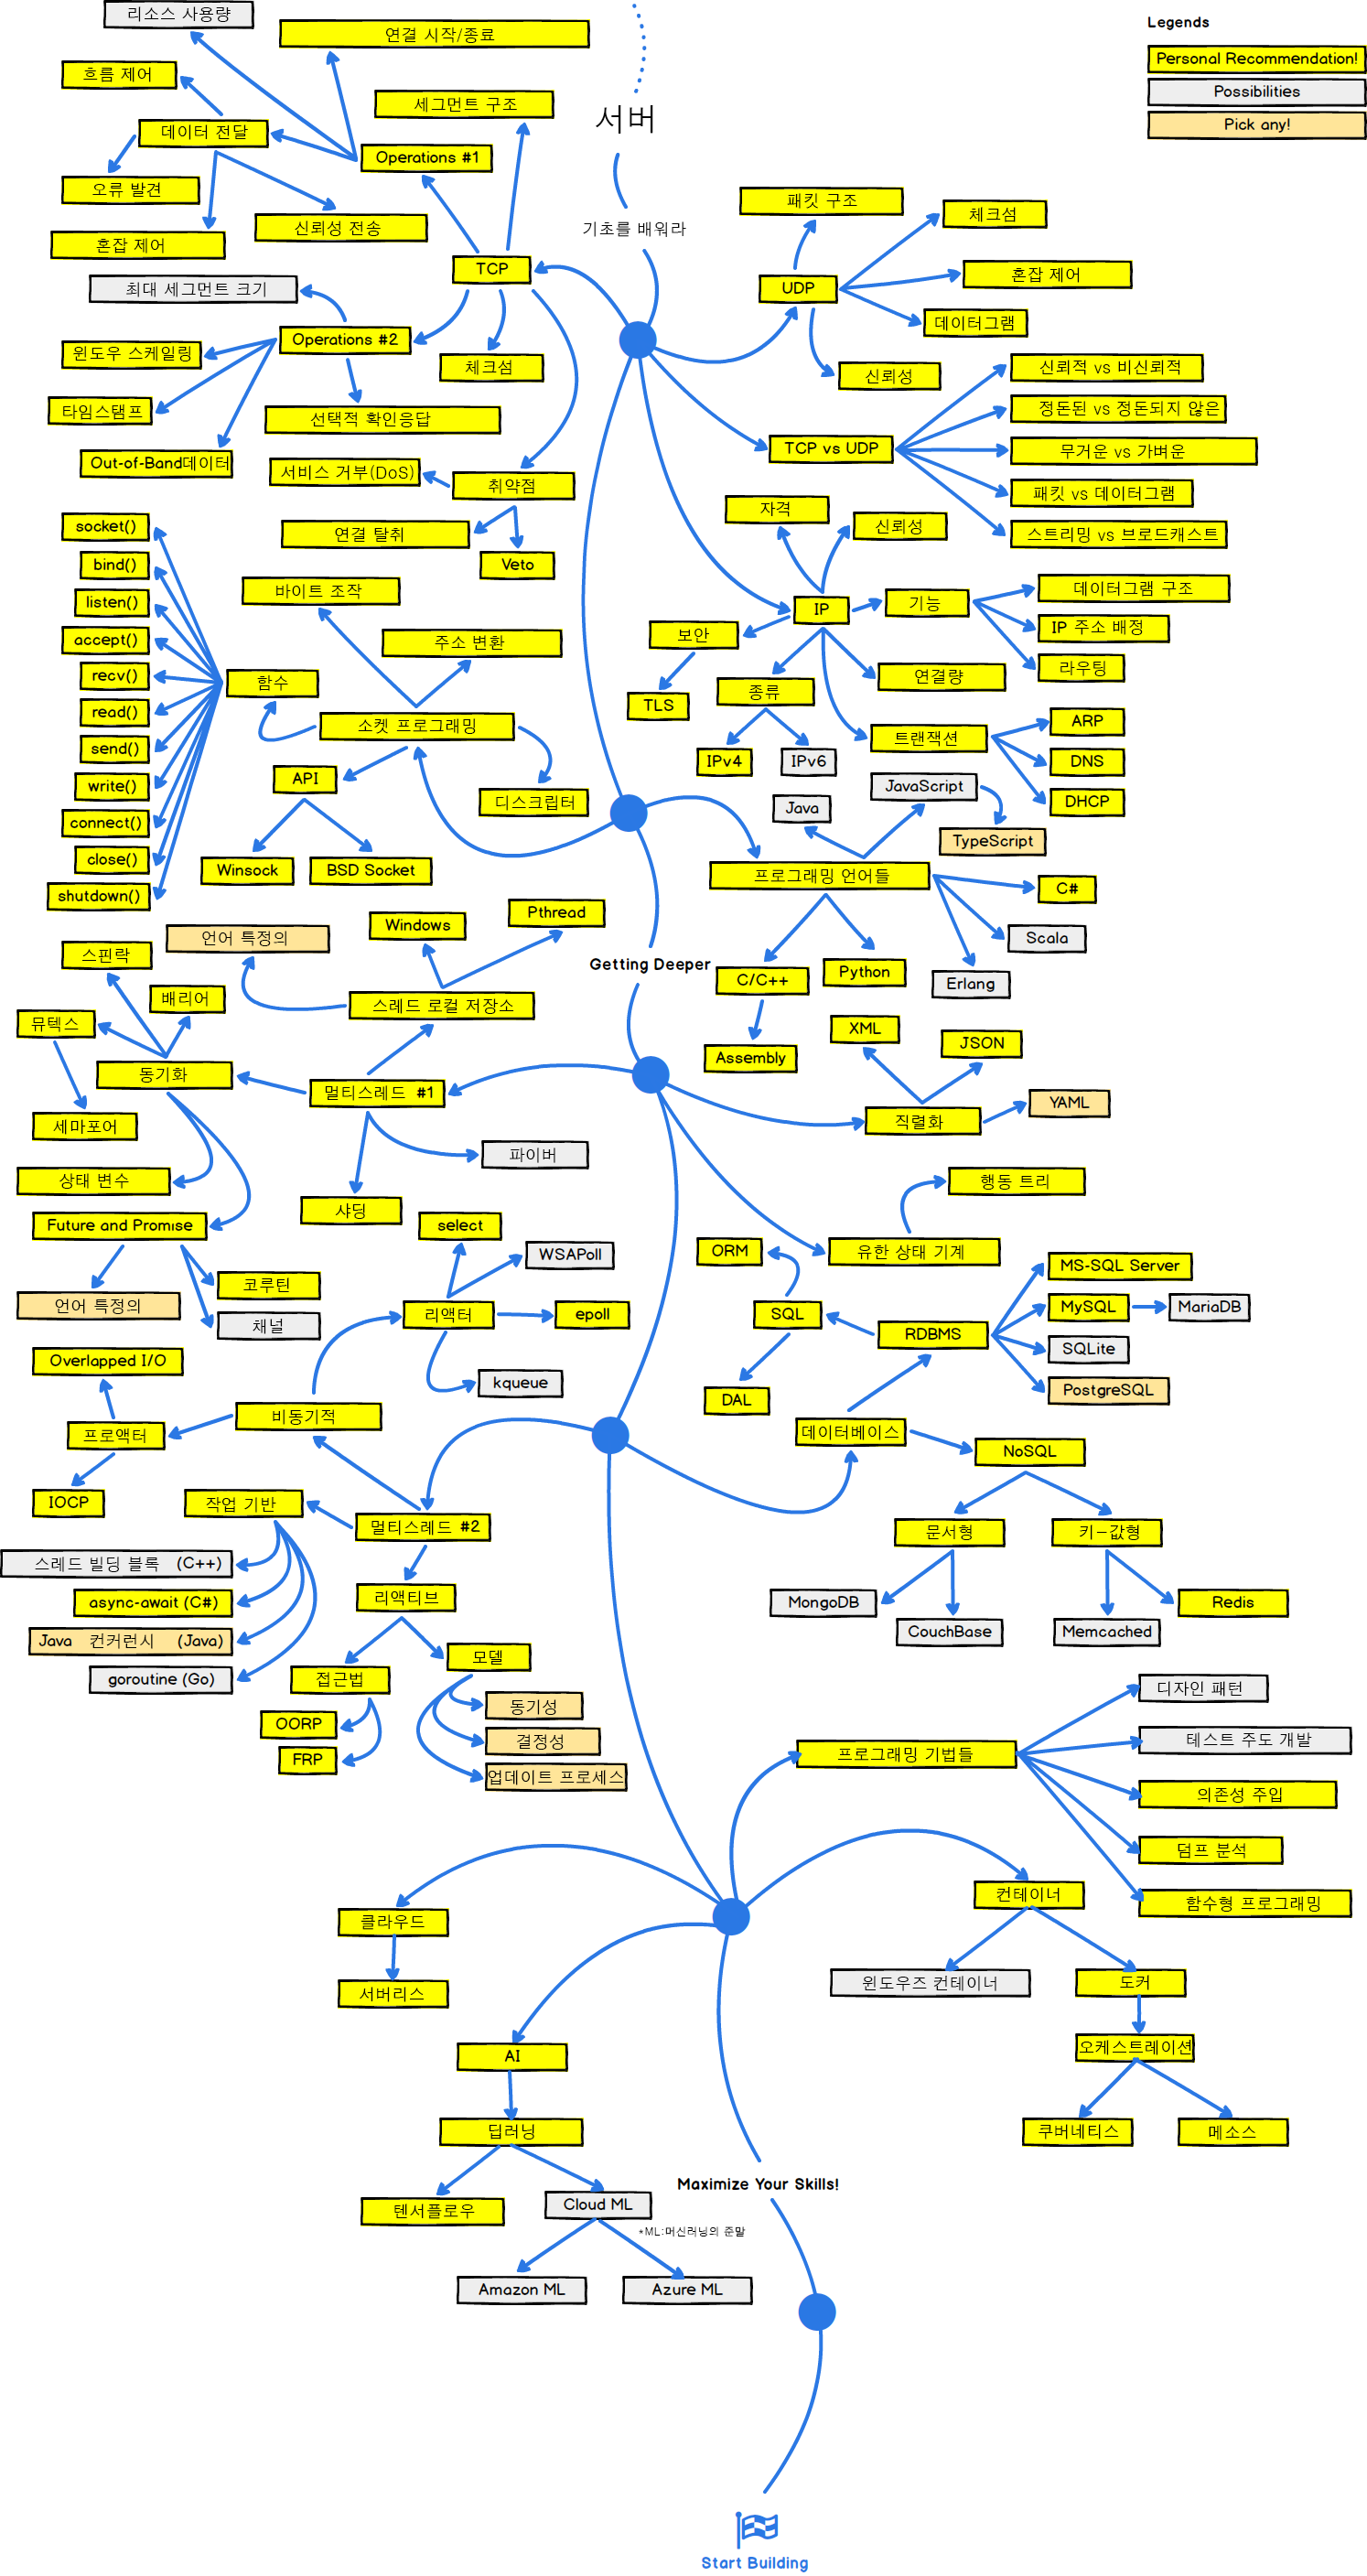 리소스 사용량
연결 시작/종료
Legends
Personal Recommendation!
Possibilities
Pick any!
흐름 제어
세그먼트 구조
서버
데이터 전달
Operations #1
오류 발견
신뢰성 전송
혼잡 제어
기초를 배워라
패킷 구조
체크섬
혼잡 제어
UDP
데이터그램
신뢰성
TCP
최대 세그먼트 크기
Operations #2
윈도우 스케일링
체크섬
타임스탬프
선택적 확인응답
Out-of-Band데이터
서비스 거부(DoS)
취약점
연결 탈취
Veto
TCP vs UDP
신뢰적 vs 비신뢰적
정돈된 vs 정돈되지 않은
무거운 vs 가벼운
패킷 vs 데이터그램
스트리밍 vs 브로드캐스트
자격
신뢰성
IP
기능
데이터그램 구조
IP 주소 배정
라우팅
보안
TLS
종류
IPv4
IPv6
연결량
트랜잭션
ARP
DNS
DHCP
socket()
bind()
listen()
accept()
recv()
read()
send()
write()
connect()
close()
shutdown()
바이트 조작
주소 변환
함수
소켓 프로그래밍
API
디스크립터
Winsock
BSD Socket
JavaScript
Java
TypeScript
프로그래밍 언어들
C#
Scala
Erlang
Python
C/C++
Assembly
Getting Deeper
Pthread
Windows
언어 특정의
스핀락
배리어
뮤텍스
스레드 로컬 저장소
동기화
멀티스레드 #1
세마포어
상태 변수
파이버
샤딩
Future and Promise
언어 특정의
코루틴
채널
XML
JSON
YAML
직렬화
행동 트리
유한 상태 기계
ORM
SQL
DAL
RDBMS
MS-SQL Server
MySQL
MariaDB
SQLite
PostgreSQL
데이터베이스
NoSQL
문서형
키-값형
MongoDB
CouchBase
Memcached
Redis
select
WSAPoll
리액터
epoll
kqueue
Overlapped I/O
비동기적
프로액터
IOCP
작업 기반
멀티스레드 #2
스레드 빌딩 블록 (C++)
async-await (C#)
Java 컨커런시 (Java)
goroutine (Go)
리액티브
접근법
모델
OORP
FRP
동기성
결정성
업데이트 프로세스
디자인 패턴
프로그래밍 기법들
테스트 주도 개발
의존성 주입
덤프 분석
함수형 프로그래밍
컨테이너
윈도우즈 컨테이너
도커
오케스트레이션
쿠버네티스
메소스
클라우드
서버리스
AI
딥러닝
텐서플로우
Cloud ML
*ML:머신러닝의 준말
Amazon ML
Azure ML
Maximize Your Skills!
Start Building